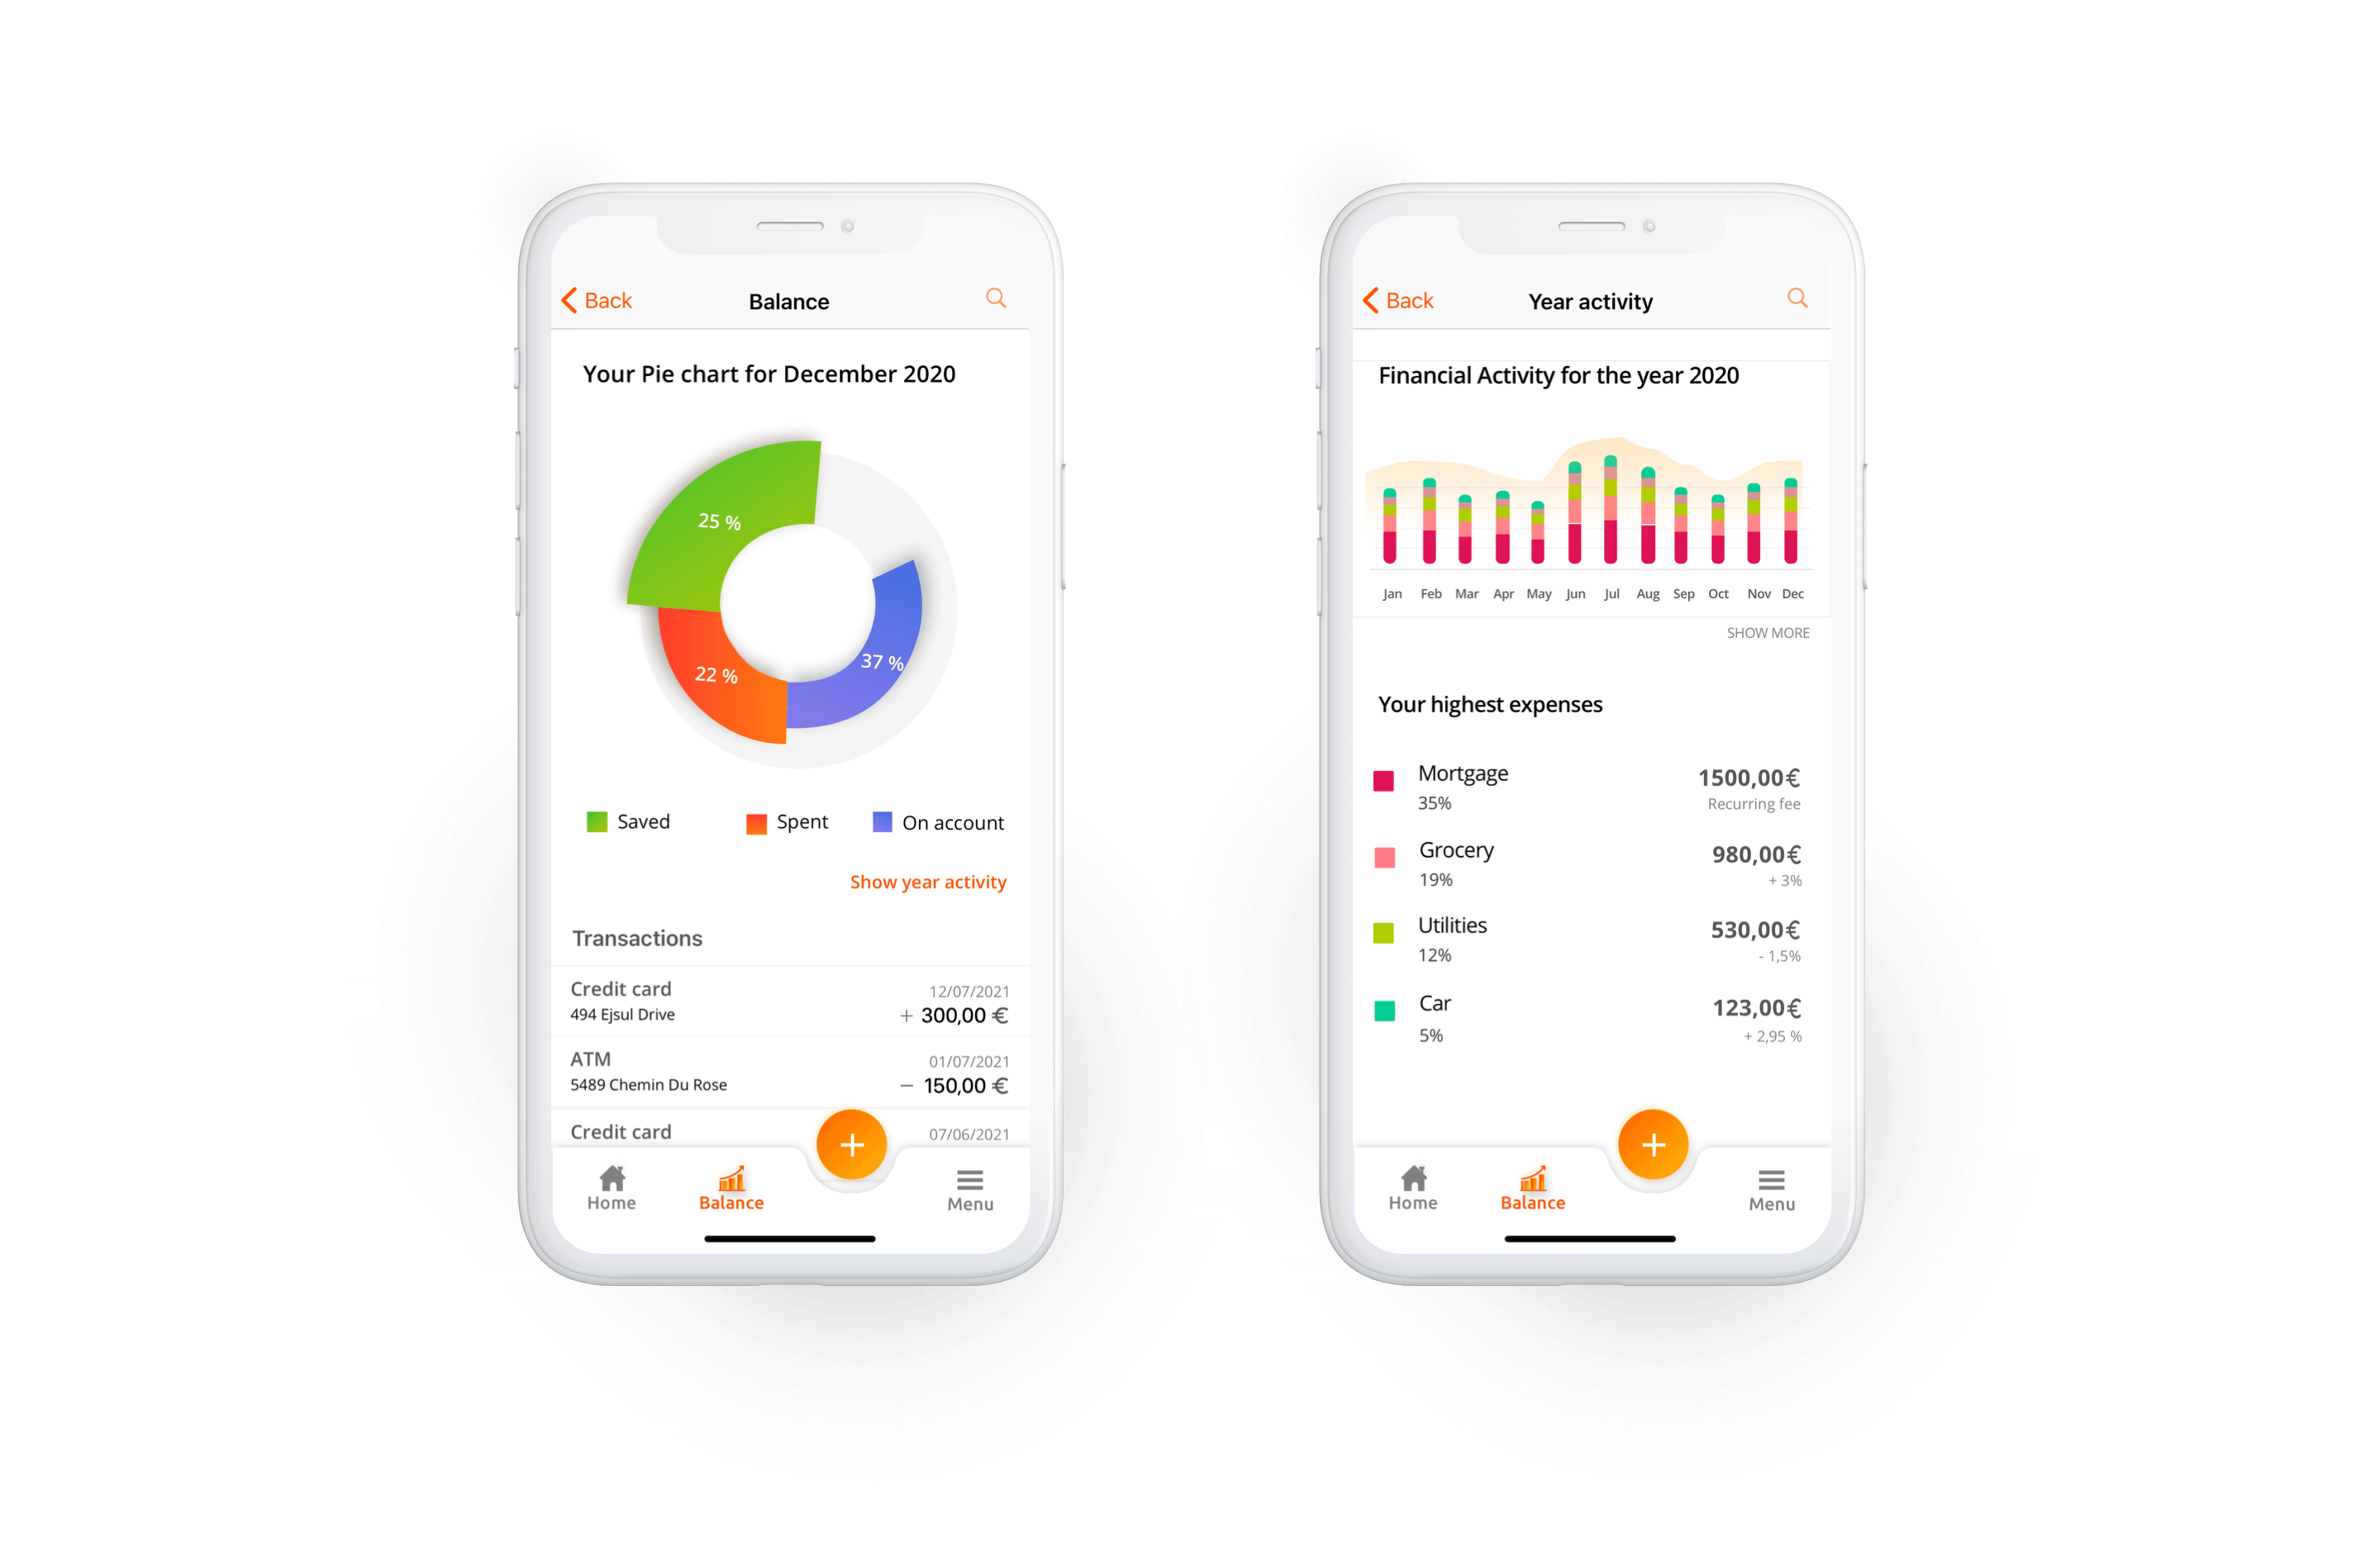 Back
Balance
Your Pie chart for December 2020
25 %
22 %
37 %
Saved
Spent
On account
Show year activity
Transactions
Credit card
12/07/2021
494 Ejsul Drive
+ 300,00 €
ATM
01/07/2021
5489 Chemin Du Rose
− 150,00 €
Credit card
07/06/2021
+
Home
Balance
Menu
Back
Year activity
Financial Activity for the year 2020
Jan Feb Mar Apr May Jun Jul Aug Sep Oct Nov Dec
SHOW MORE
Your highest expenses
Mortgage
1500,00€
35%
Recurring fee
Grocery
980,00€
19%
+ 3%
Utilities
530,00€
12%
- 1,5%
Car
123,00€
5%
+ 2,95 %
+
Home
Balance
Menu